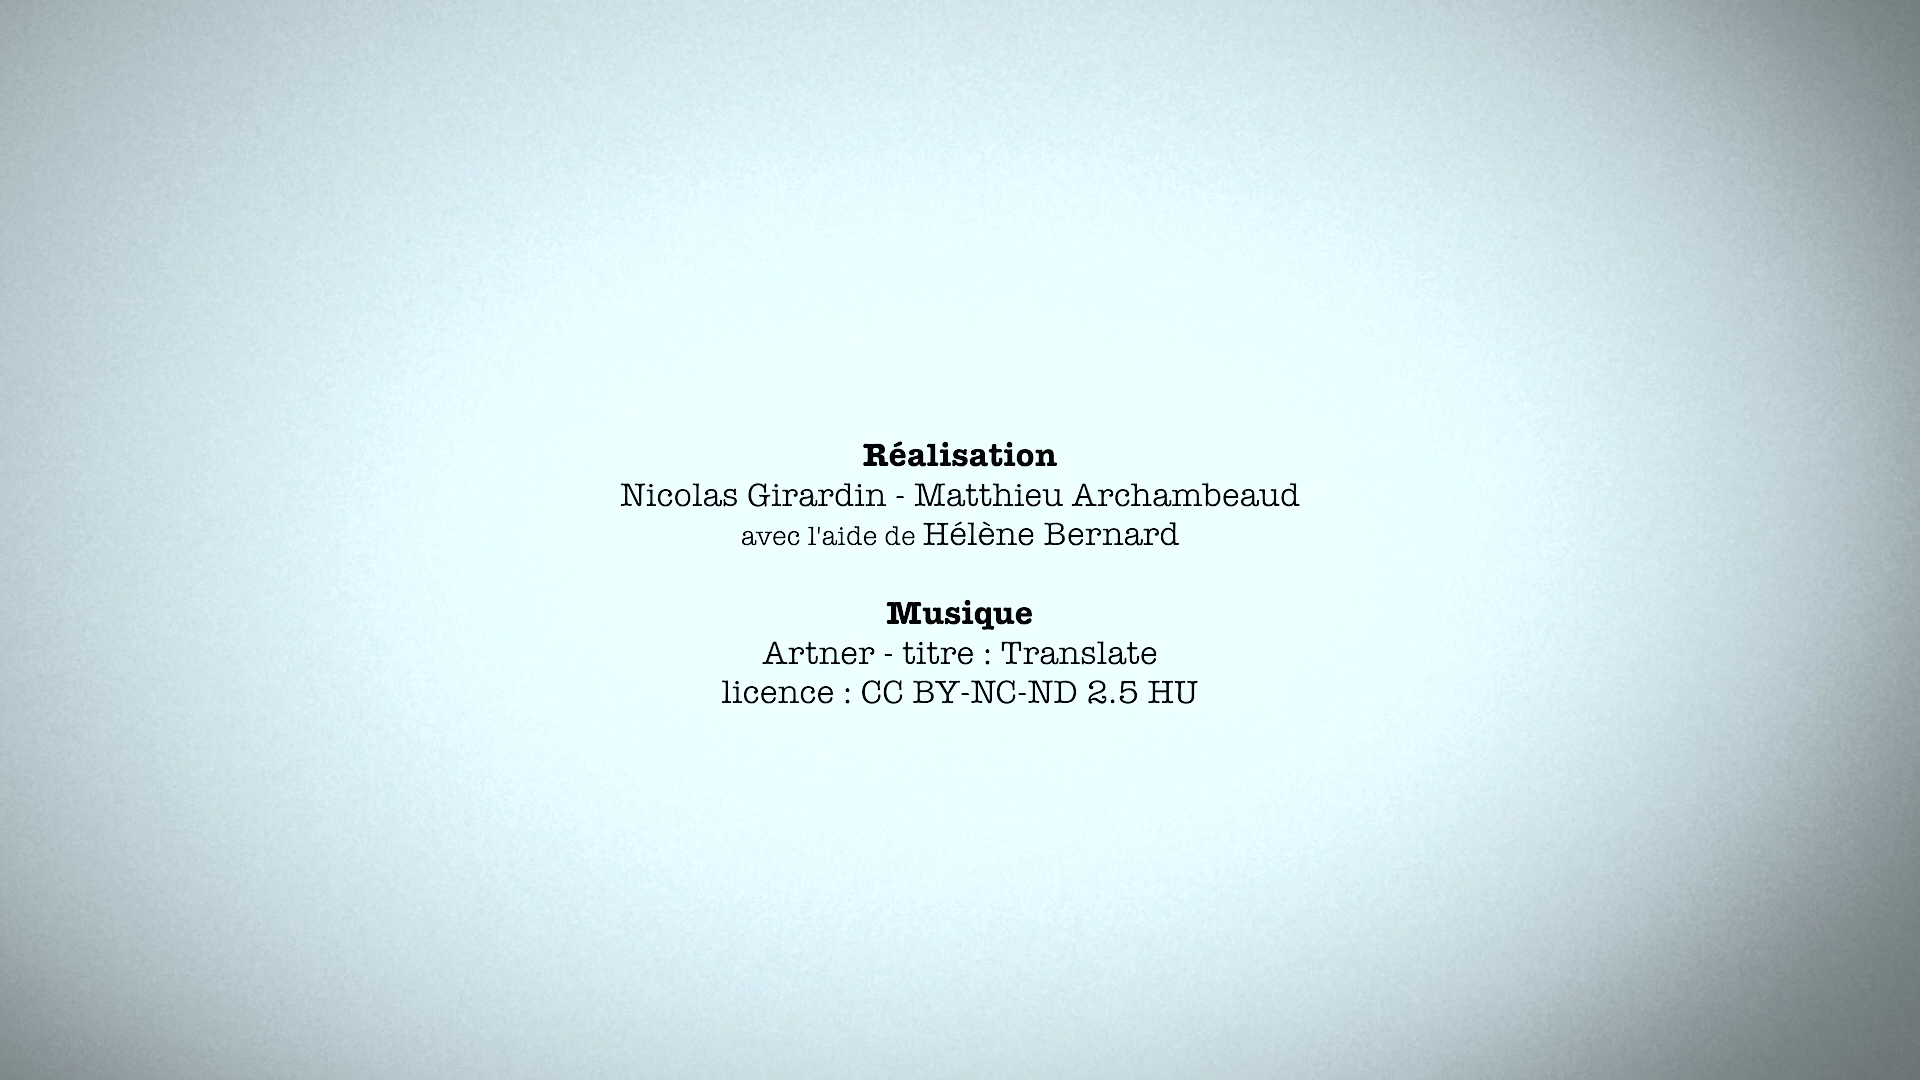 Réalisation
Nicolas Girardin - Matthieu Archambeaud
avec l'aide de Hélène Bernard
Musique
Artner - titre : Translate
licence : CC BY-NC-ND 2.5 HU